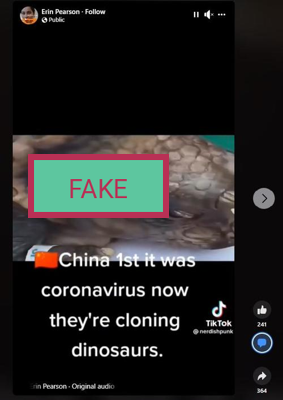 Erin Pearson · Follow
Public
FAKE
🇨🇳China 1st it was
coronavirus now
they're cloning
dinosaurs.
TikTok
@ nerdishpunk
241
364
Erin Pearson · Original audio